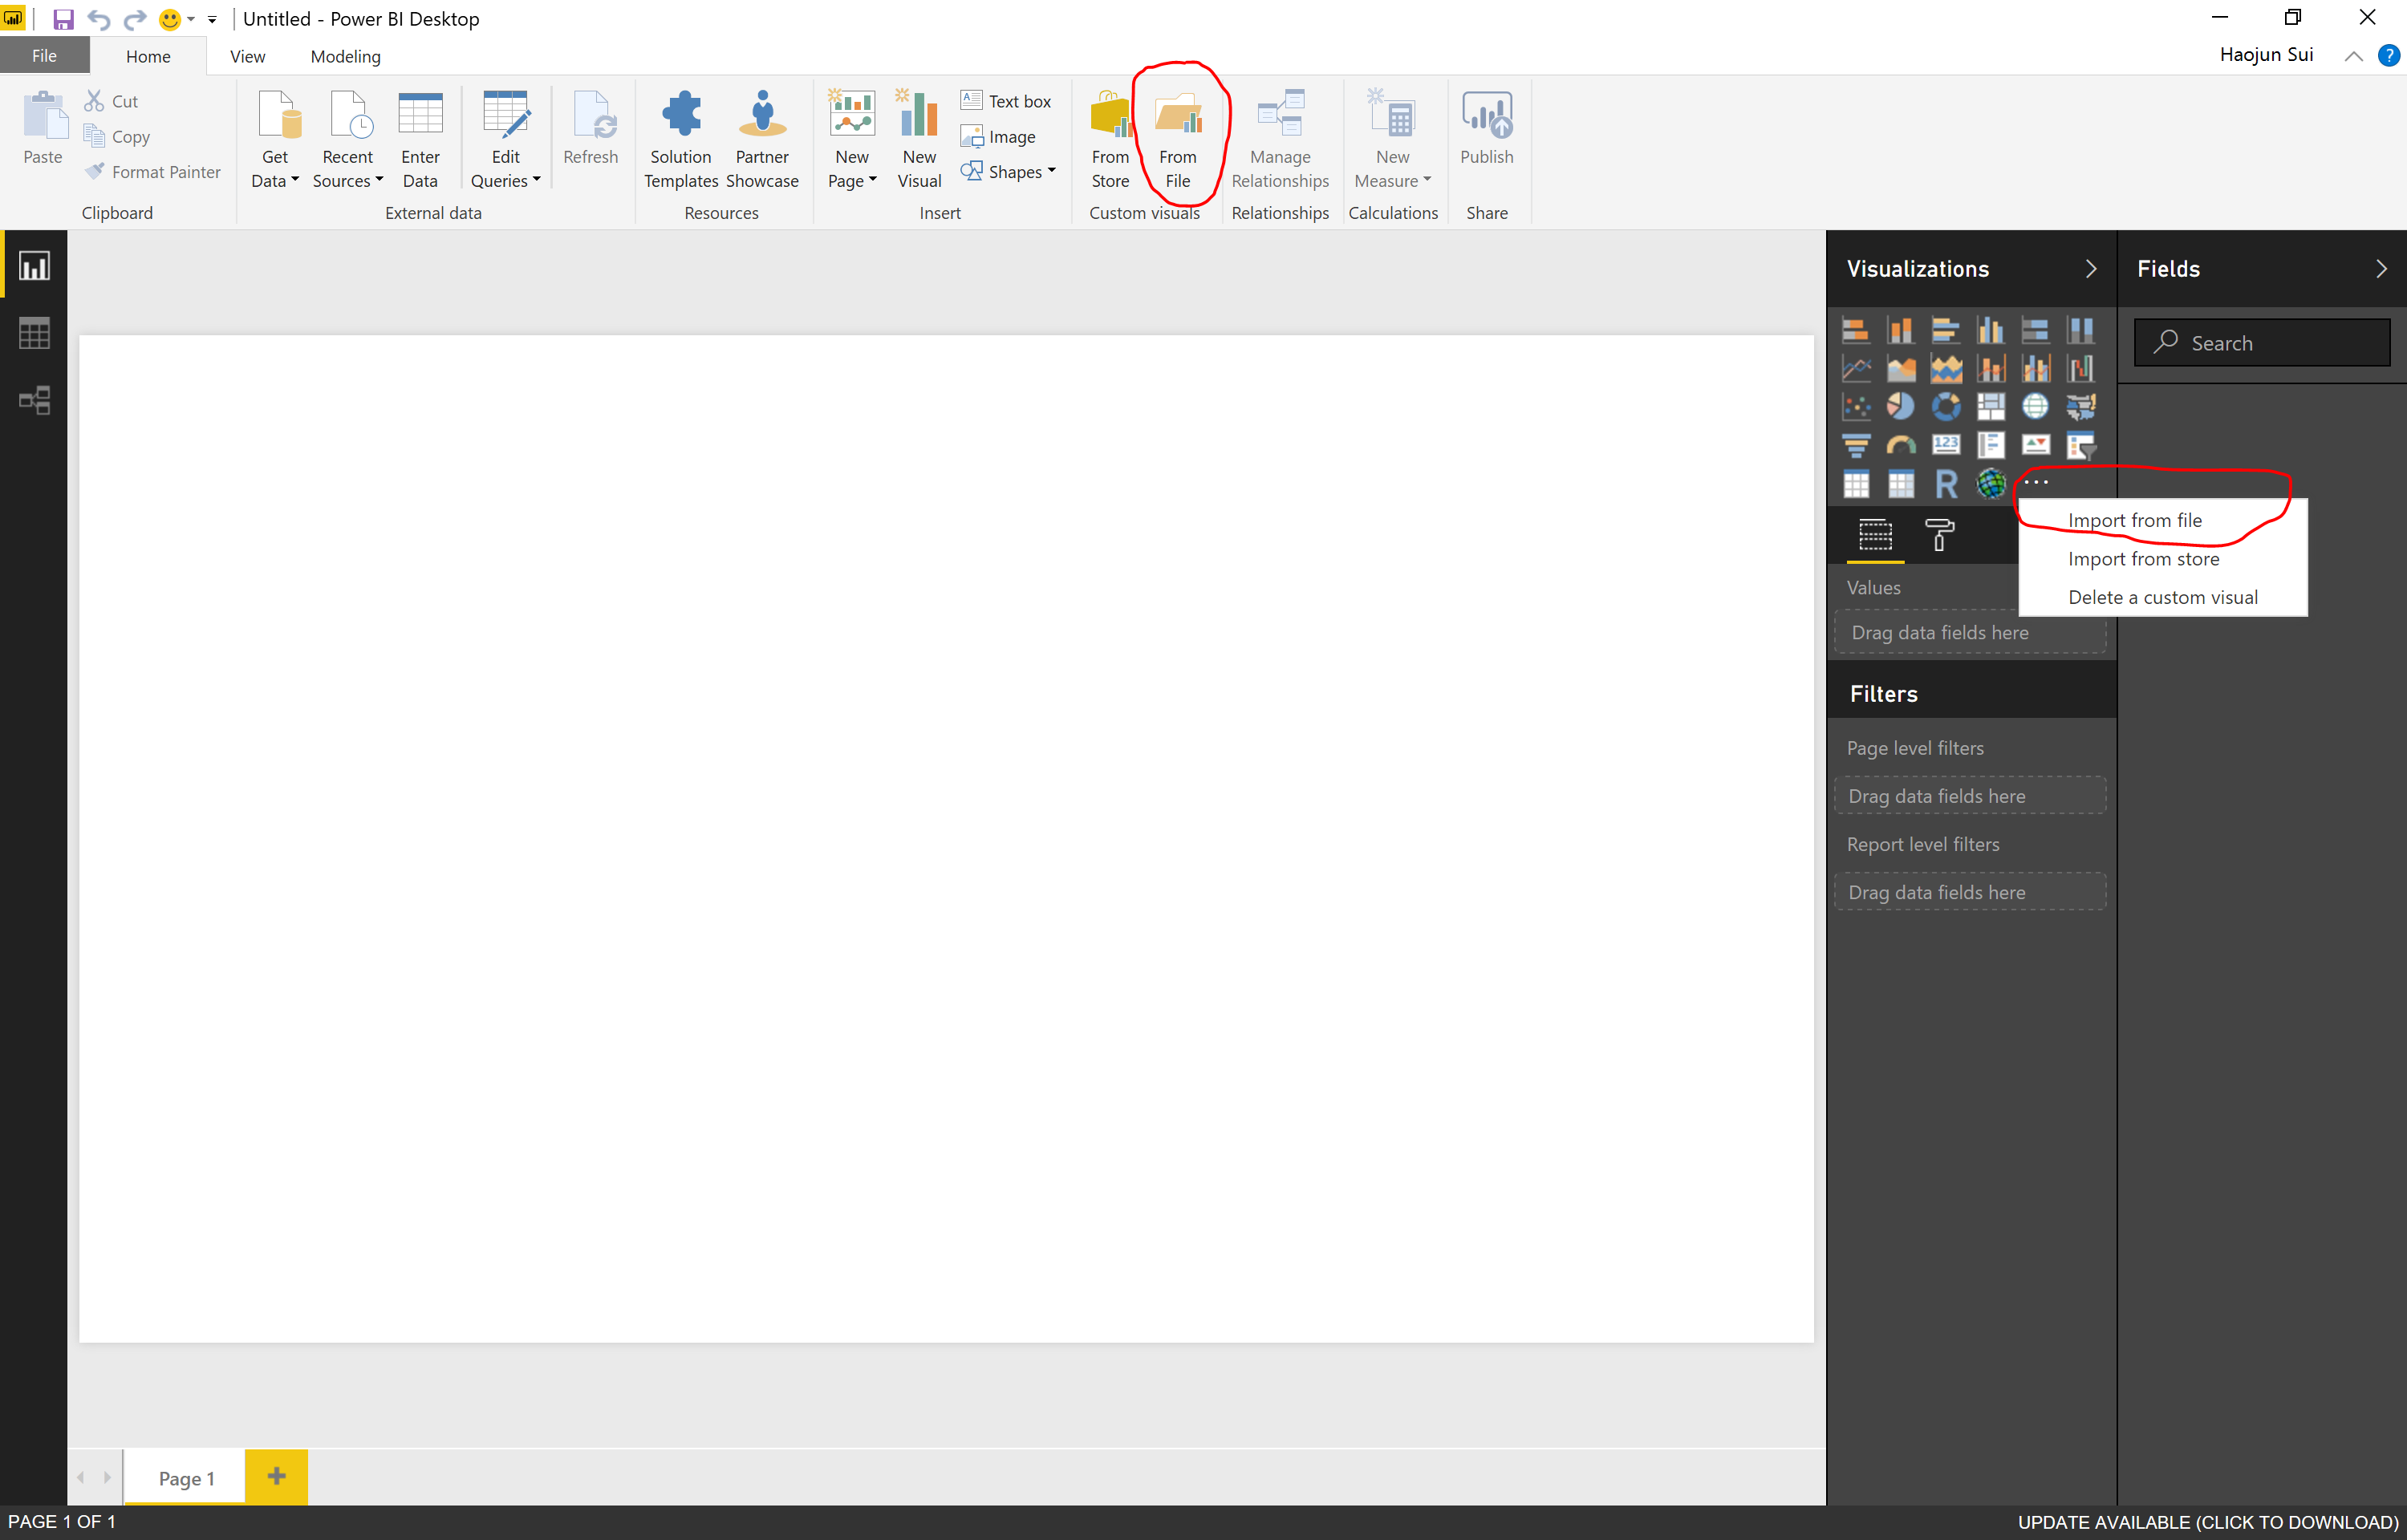 Untitled - Power BI Desktop
File
Home
View
Modeling
Haojun Sui
?
Paste
Cut
Copy
Format Painter
Clipboard
Get
Data
Recent
Sources
Enter
Data
Edit
Queries
Refresh
External data
Solution
Templates
Partner
Showcase
Resources
New
Page
New
Visual
Text box
Image
Shapes
Insert
From
Store
From
File
Custom visuals
Manage
Relationships
Relationships
New
Measure
Calculations
Publish
Share
Visualizations
Fields
Search
123
R
...
Import from file
Import from store
Delete a custom visual
Values
Drag data fields here
Filters
Page level filters
Drag data fields here
Report level filters
Drag data fields here
Page 1
+
PAGE 1 OF 1
UPDATE AVAILABLE (CLICK TO DOWNLOAD)